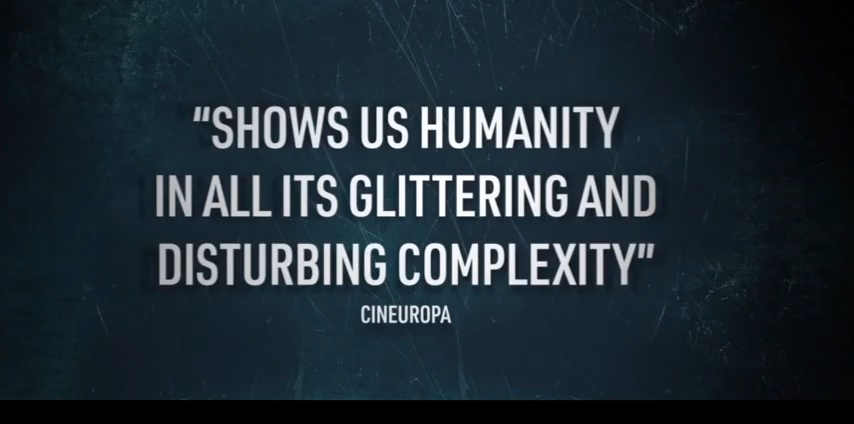 “SHOWS US HUMANITY
IN ALL ITS GLITTERING AND
DISTURBING COMPLEXITY”
CINEUROPA